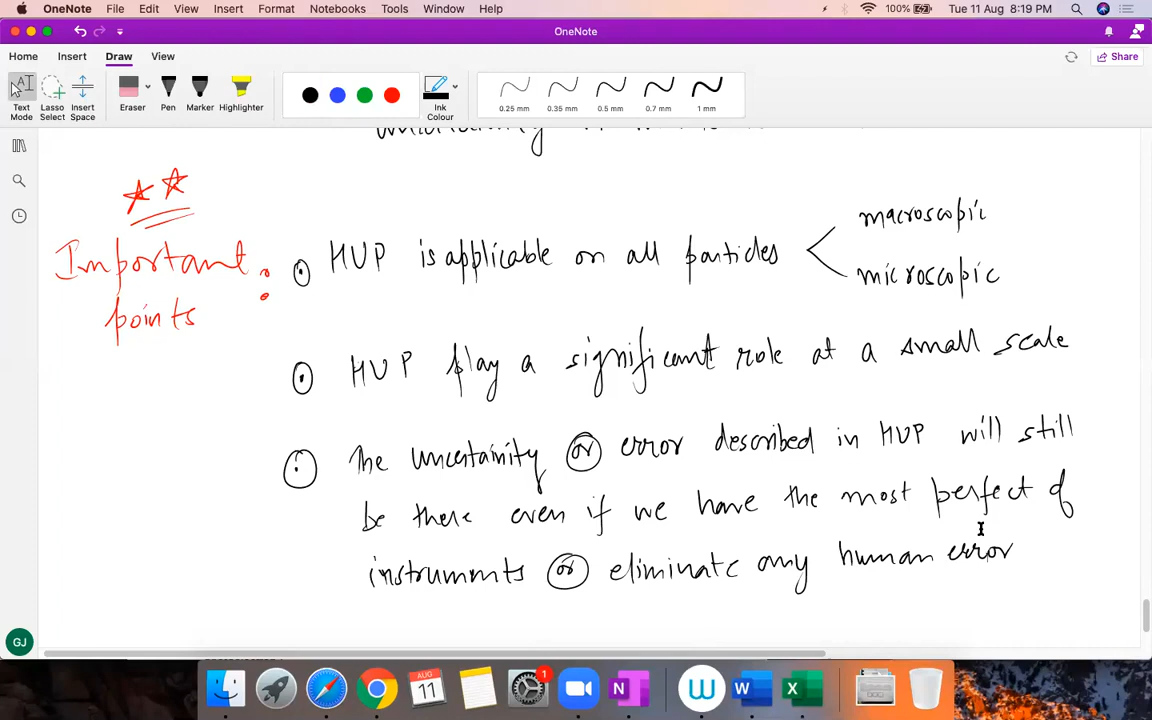 OneNote File Edit View Insert Format Notebooks Tools Window Help 100% Tue 11 Aug 8:19 PM
OneNote
Home Insert Draw View Share
Text Mode Lasso Select Insert Space Eraser Pen Marker Highlighter Ink Colour 0.25 mm 0.35 mm 0.5 mm 0.7 mm 1 mm
Important points :
HUP is applicable on all particles
macroscopic
microscopic
HUP play a significant role at a small scale
The uncertainity or error described in HUP will still
be there even if we have the most perfect of
instruments or eliminate any human error
GJ
AUG 11 1 N W W X